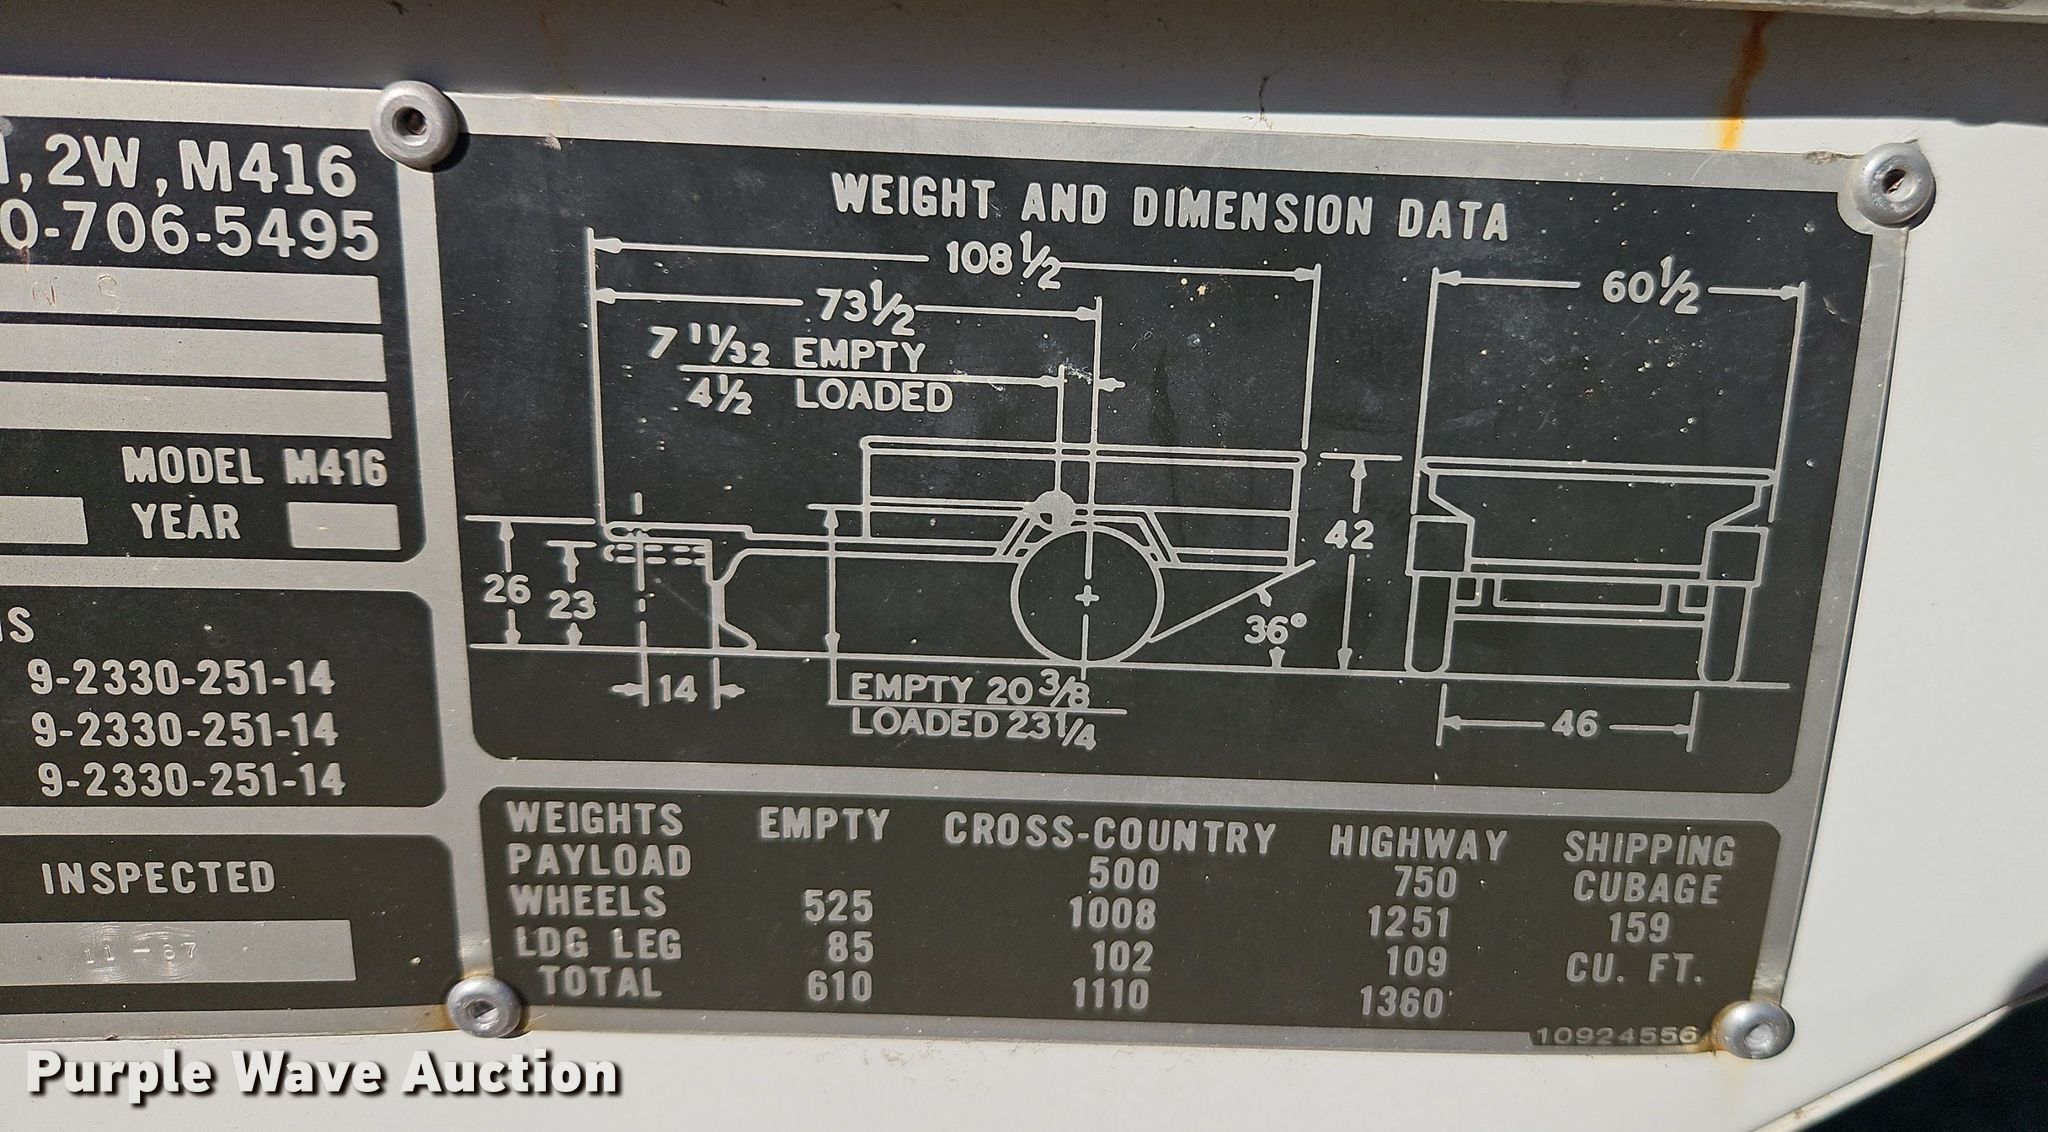 , 2W, M416
0-706-5495
N S
MODEL M416
YEAR
9-2330-251-14
9-2330-251-14
9-2330-251-14
INSPECTED
WEIGHT AND DIMENSION DATA
108 1/2
60 1/2
73 1/2
7 11/32 EMPTY
4 1/2 LOADED
26
23
42
36°
14
EMPTY 20 3/8
LOADED 23 1/4
46
WEIGHTS EMPTY CROSS-COUNTRY HIGHWAY SHIPPING
PAYLOAD 500 750 CUBAGE
WHEELS 525 1008 1251 159
LDG LEG 85 102 109 CU. FT.
TOTAL 610 1110 1360
10924556
Purple Wave Auction